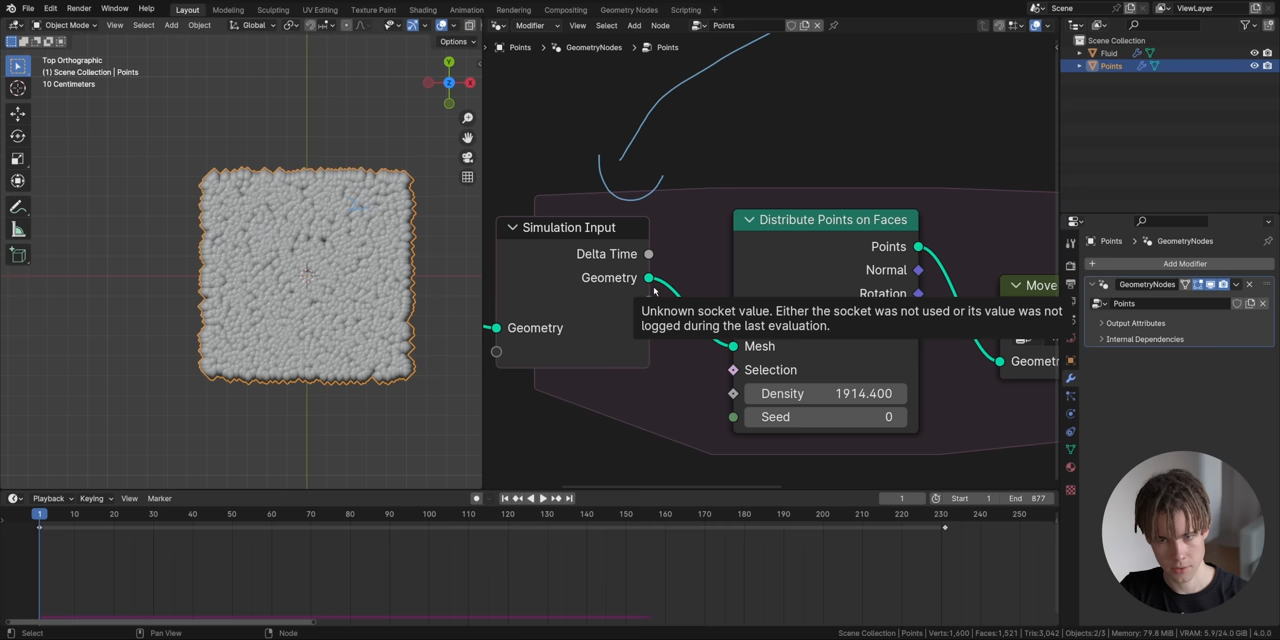 File Edit Render Window Help Layout Modeling Sculpting UV Editing Texture Paint Shading Animation Rendering Compositing Geometry Nodes Scripting + Scene ViewLayer
Object Mode View Select Add Object Global Modifier View Select Add Node Points
Options
Points > GeometryNodes > Points
Scene Collection
Fluid
Points
Top Orthographic
(1) Scene Collection | Points
10 Centimeters
Y
Z
X
Simulation Input
Delta Time
Geometry
Geometry
Distribute Points on Faces
Points
Normal
Rotation
Unknown socket value. Either the socket was not used or its value was not
logged during the last evaluation.
Mesh
Selection
Density 1914.400
Seed 0
Move
Geometr
Points > GeometryNodes
Add Modifier
GeometryNodes
Points
Output Attributes
Internal Dependencies
Playback Keying View Marker
1 Start 1 End 877
1 10 20 30 40 50 60 70 80 90 100 110 120 130 140 150 160 170 180 190 200 210 220 230 240 250
Select Pan View Node
Scene Collection | Points | Verts:1,600 | Faces:1,521 | Tris:3,042 | Objects:2/3 | Memory: 79.8 MiB | VRAM: 5.9/24.0 GiB | 4.0.0